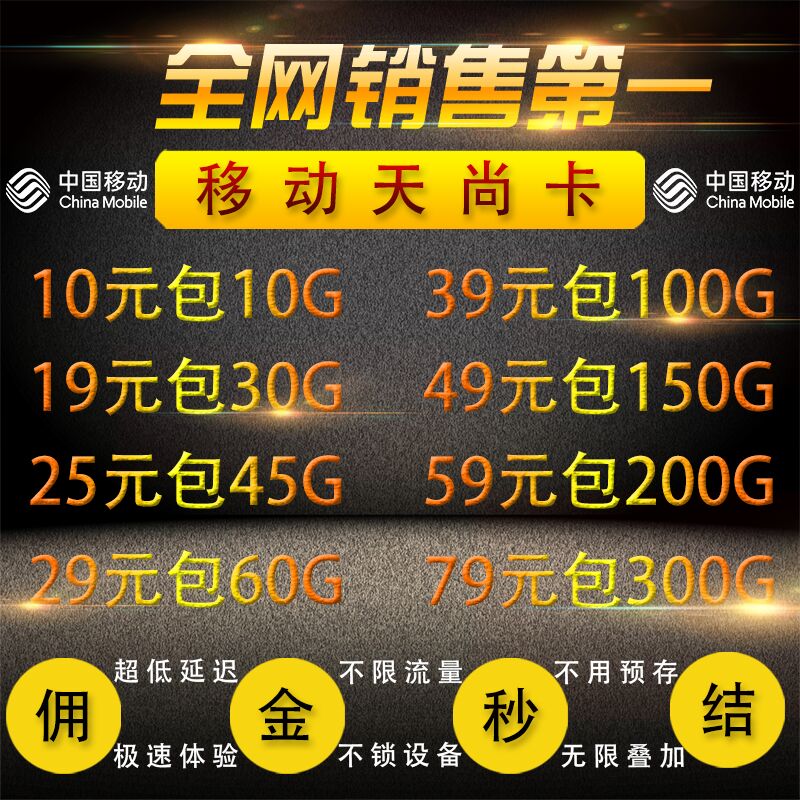 全网销售第一
中国移动
China Mobile
移动天尚卡
中国移动
China Mobile
10元包10G
39元包100G
19元包30G
49元包150G
25元包45G
59元包200G
29元包60G
79元包300G
超低延迟
不限流量
不用预存
佣金秒结
极速体验
不锁设备
无限叠加